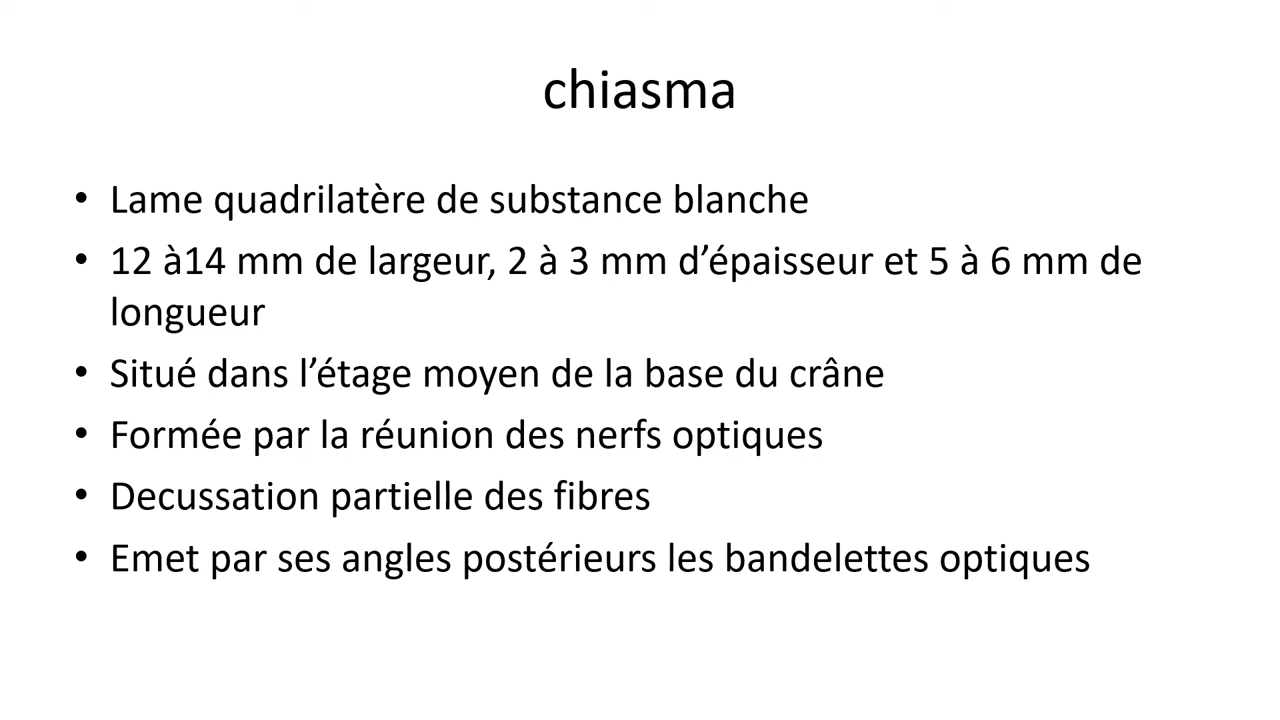 chiasma
• Lame quadrilatère de substance blanche
• 12 à14 mm de largeur, 2 à 3 mm d’épaisseur et 5 à 6 mm de
longueur
• Situé dans l’étage moyen de la base du crâne
• Formée par la réunion des nerfs optiques
• Decussation partielle des fibres
• Emet par ses angles postérieurs les bandelettes optiques